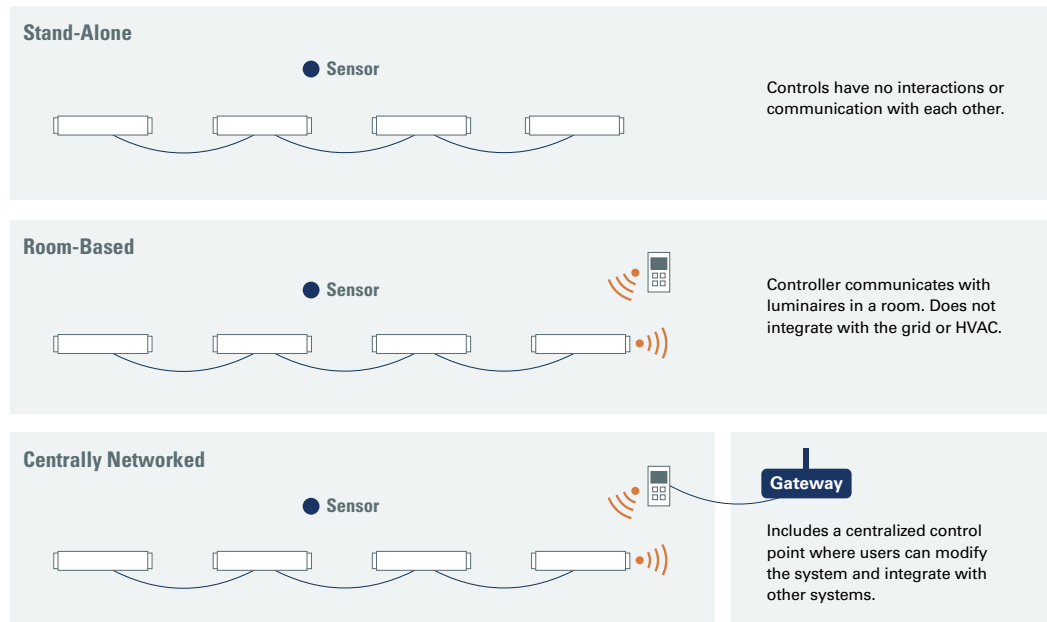 Stand-Alone
Sensor
Controls have no interactions or
communication with each other.
Room-Based
Sensor
Controller communicates with
luminaires in a room. Does not
integrate with the grid or HVAC.
Centrally Networked
Sensor
Gateway
Includes a centralized control
point where users can modify
the system and integrate with
other systems.